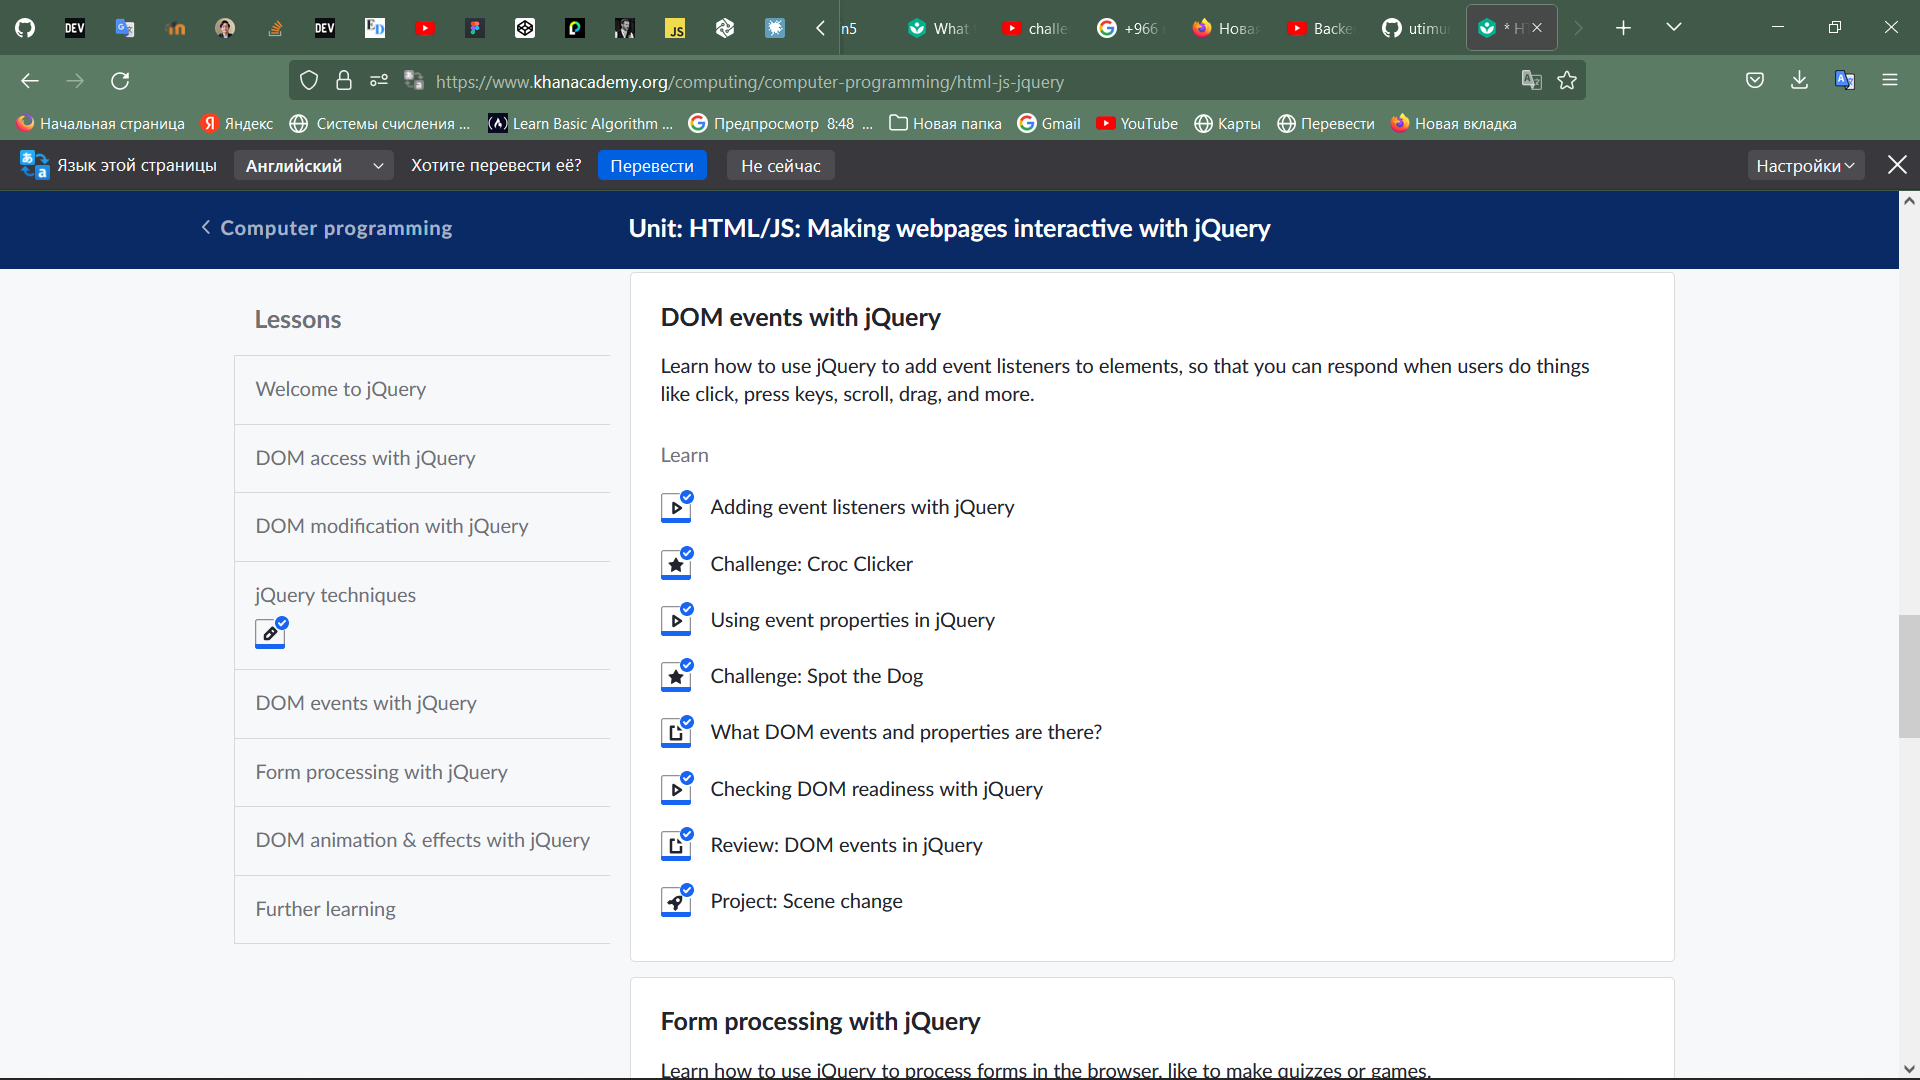 n5
What
challe
+966
Нова
Backe
utimu
* H
https://www.khanacademy.org/computing/computer-programming/html-js-jquery
Начальная страница
Яндекс
Системы счисления ...
Learn Basic Algorithm ...
Предпросмотр 8:48 ...
Новая папка
Gmail
YouTube
Карты
Перевести
Новая вкладка
Язык этой страницы
Английский
Хотите перевести её?
Перевести
Не сейчас
Настройки
Computer programming
Unit: HTML/JS: Making webpages interactive with jQuery
Lessons
Welcome to jQuery
DOM access with jQuery
DOM modification with jQuery
jQuery techniques
DOM events with jQuery
Form processing with jQuery
DOM animation & effects with jQuery
Further learning
DOM events with jQuery
Learn how to use jQuery to add event listeners to elements, so that you can respond when users do things
like click, press keys, scroll, drag, and more.
Learn
Adding event listeners with jQuery
Challenge: Croc Clicker
Using event properties in jQuery
Challenge: Spot the Dog
What DOM events and properties are there?
Checking DOM readiness with jQuery
Review: DOM events in jQuery
Project: Scene change
Form processing with jQuery
Learn how to use jQuery to process forms in the browser, like to make quizzes or games.